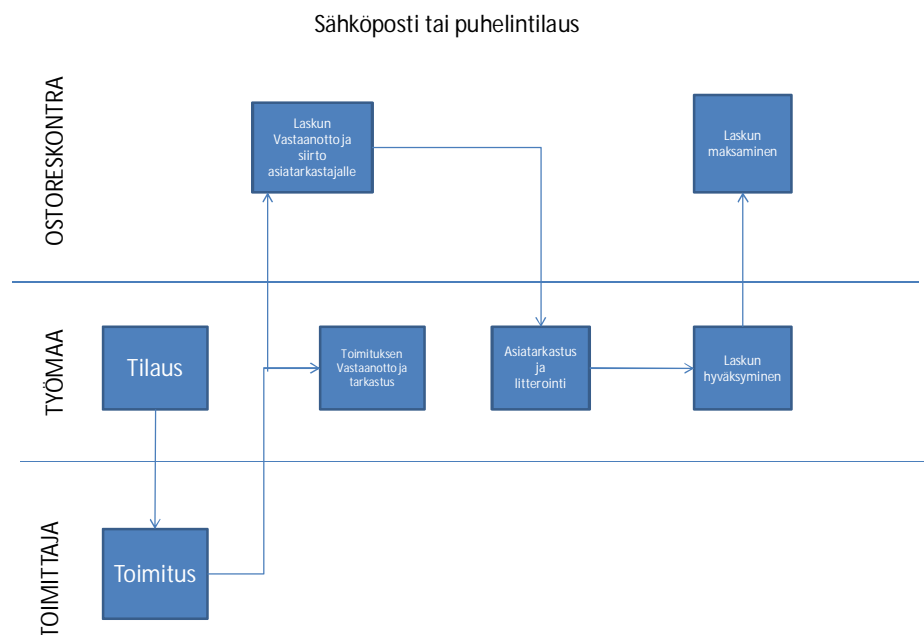 Sähköposti tai puhelintilaus
OSTORESKONTRA
Laskun
Vastaanotto ja
siirto
asiatarkastajalle
Laskun
maksaminen
TYÖMAA
Tilaus
Toimituksen
Vastaanotto ja
tarkastus
Asiatarkastus
ja
litterointi
Laskun
hyväksyminen
TOIMITTAJA
Toimitus